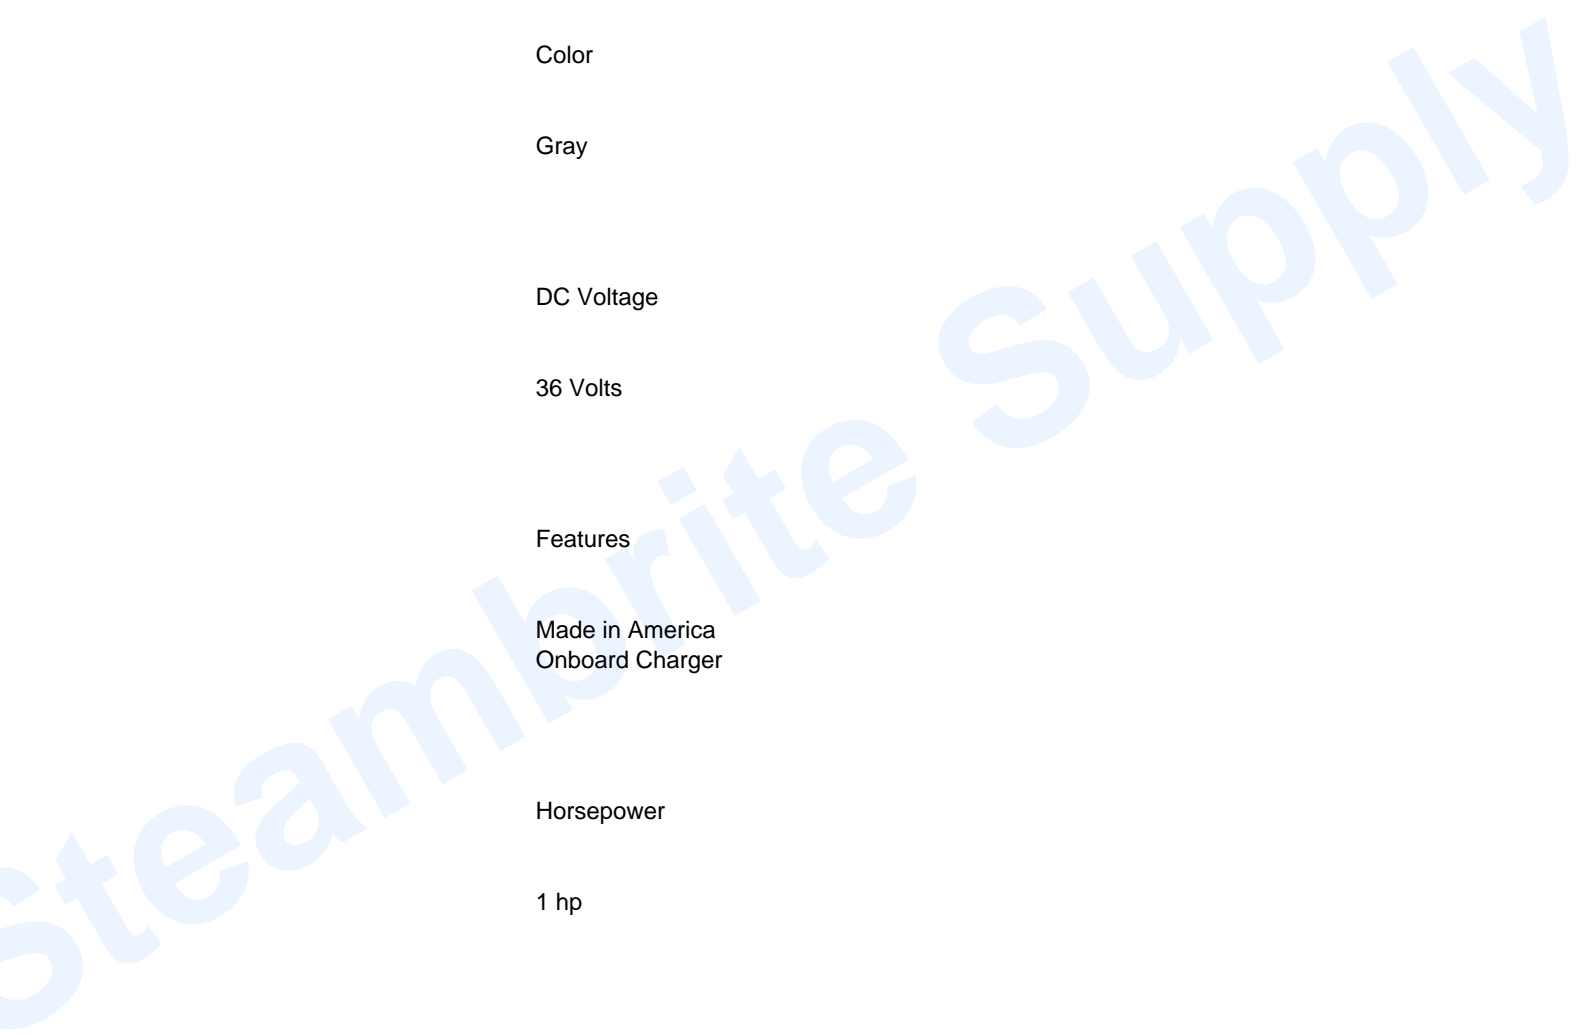 Color
Gray
DC Voltage
36 Volts
Features
Made in America
Onboard Charger
Horsepower
1 hp
Steambrite Supply